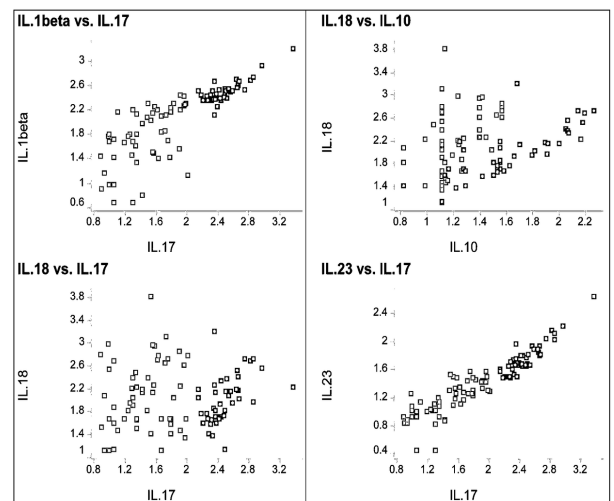 IL.1beta vs. IL.17
3
2.6
2.2
1.8
1.4
1
0.6
IL.1beta
0.8 1.2 1.6 2 2.4 2.8 3.2
IL.17
IL.18 vs. IL.10
3.8
3.4
3
2.6
2.2
1.8
1.4
1
IL.18
0.8 1 1.2 1.4 1.6 1.8 2 2.2
IL.10
IL.18 vs. IL.17
3.8
3.4
3
2.6
2.2
1.8
1.4
1
IL.18
0.8 1.2 1.6 2 2.4 2.8 3.2
IL.17
IL.23 vs. IL.17
2.8
2.4
2
1.6
1.2
0.8
0.4
IL.23
0.8 1.2 1.6 2 2.4 2.8 3.2
IL.17